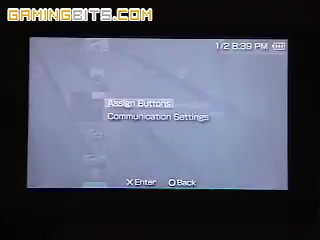 GAMINGBITS.COM
1/2 8:39 PM
Assign Buttons
Communication Settings
X Enter O Back